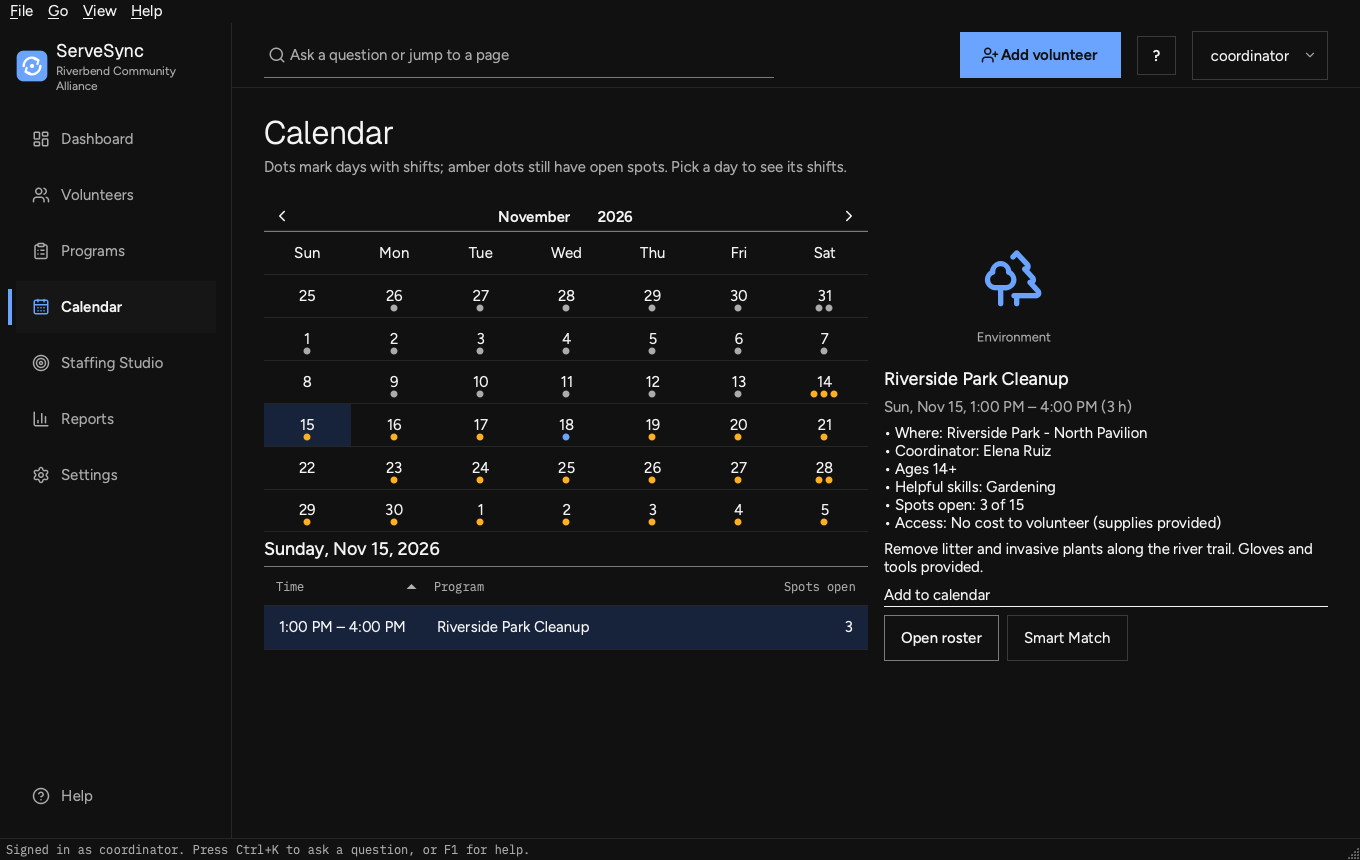 File Go View Help
ServeSync
Riverbend Community
Alliance
Ask a question or jump to a page
Add volunteer
?
coordinator
Dashboard
Volunteers
Programs
Calendar
Staffing Studio
Reports
Settings
Help
Calendar
Dots mark days with shifts; amber dots still have open spots. Pick a day to see its shifts.
November 2026
Sun Mon Tue Wed Thu Fri Sat
25 26 27 28 29 30 31
1 2 3 4 5 6 7
8 9 10 11 12 13 14
15 16 17 18 19 20 21
22 23 24 25 26 27 28
29 30 1 2 3 4 5
Sunday, Nov 15, 2026
Time Program Spots open
1:00 PM – 4:00 PM Riverside Park Cleanup 3
Environment
Riverside Park Cleanup
Sun, Nov 15, 1:00 PM – 4:00 PM (3 h)
• Where: Riverside Park - North Pavilion
• Coordinator: Elena Ruiz
• Ages 14+
• Helpful skills: Gardening
• Spots open: 3 of 15
• Access: No cost to volunteer (supplies provided)
Remove litter and invasive plants along the river trail. Gloves and
tools provided.
Add to calendar
Open roster Smart Match
Signed in as coordinator. Press Ctrl+K to ask a question, or F1 for help.